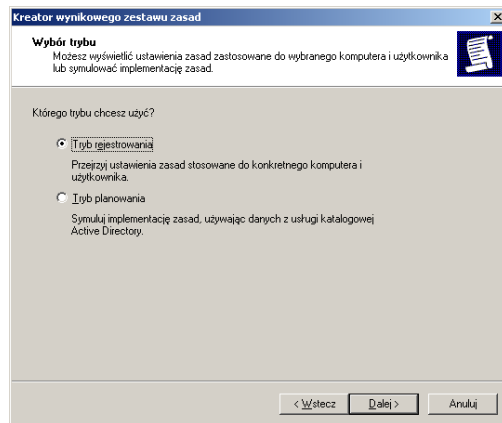 Kreator wynikowego zestawu zasad
Wybór trybu
Możesz wyświetlić ustawienia zasad zastosowane do wybranego komputera i użytkownika
lub symulować implementację zasad.
Którego trybu chcesz użyć?
Tryb rejestrowania
Przejrzyj ustawienia zasad stosowane do konkretnego komputera i
użytkownika.
Tryb planowania
Symuluj implementację zasad, używając danych z usługi katalogowej
Active Directory.
< Wstecz Dalej > Anuluj